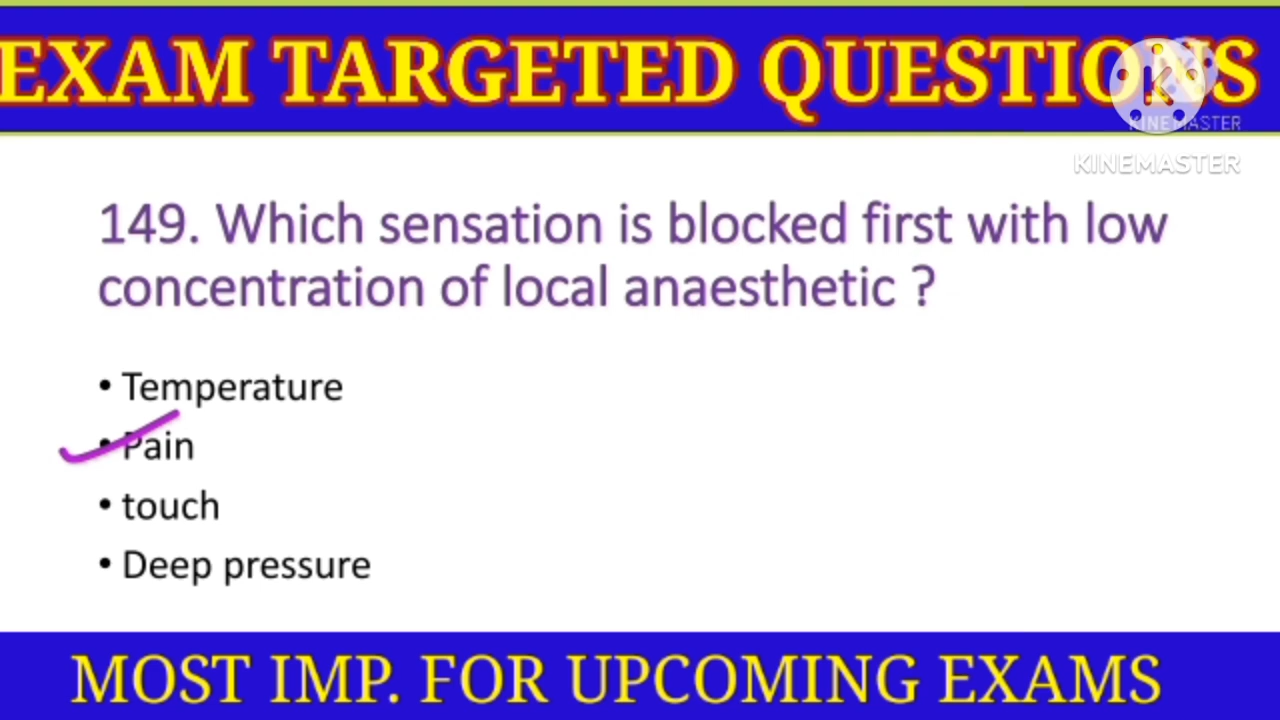 EXAM TARGETED QUESTIONS
KINEMASTER
KINEMASTER
149. Which sensation is blocked first with low
concentration of local anaesthetic ?
• Temperature
• Pain
• touch
• Deep pressure
MOST IMP. FOR UPCOMING EXAMS